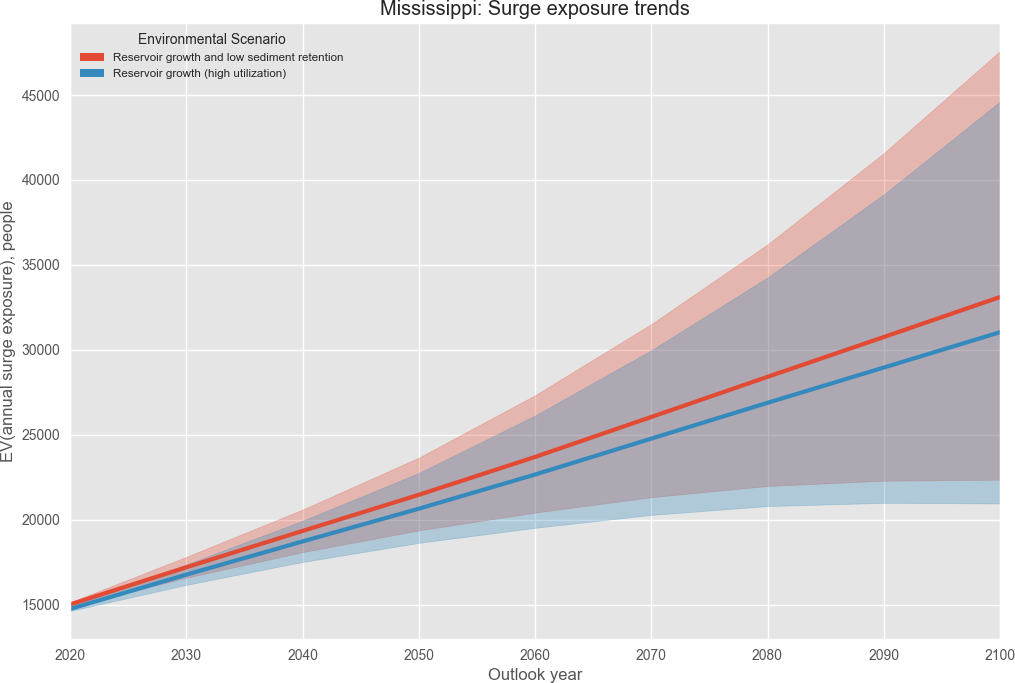 Mississippi: Surge exposure trends
Environmental Scenario
Reservoir growth and low sediment retention
Reservoir growth (high utilization)
EV(annual surge exposure), people
45000
40000
35000
30000
25000
20000
15000
2020 2030 2040 2050 2060 2070 2080 2090 2100
Outlook year